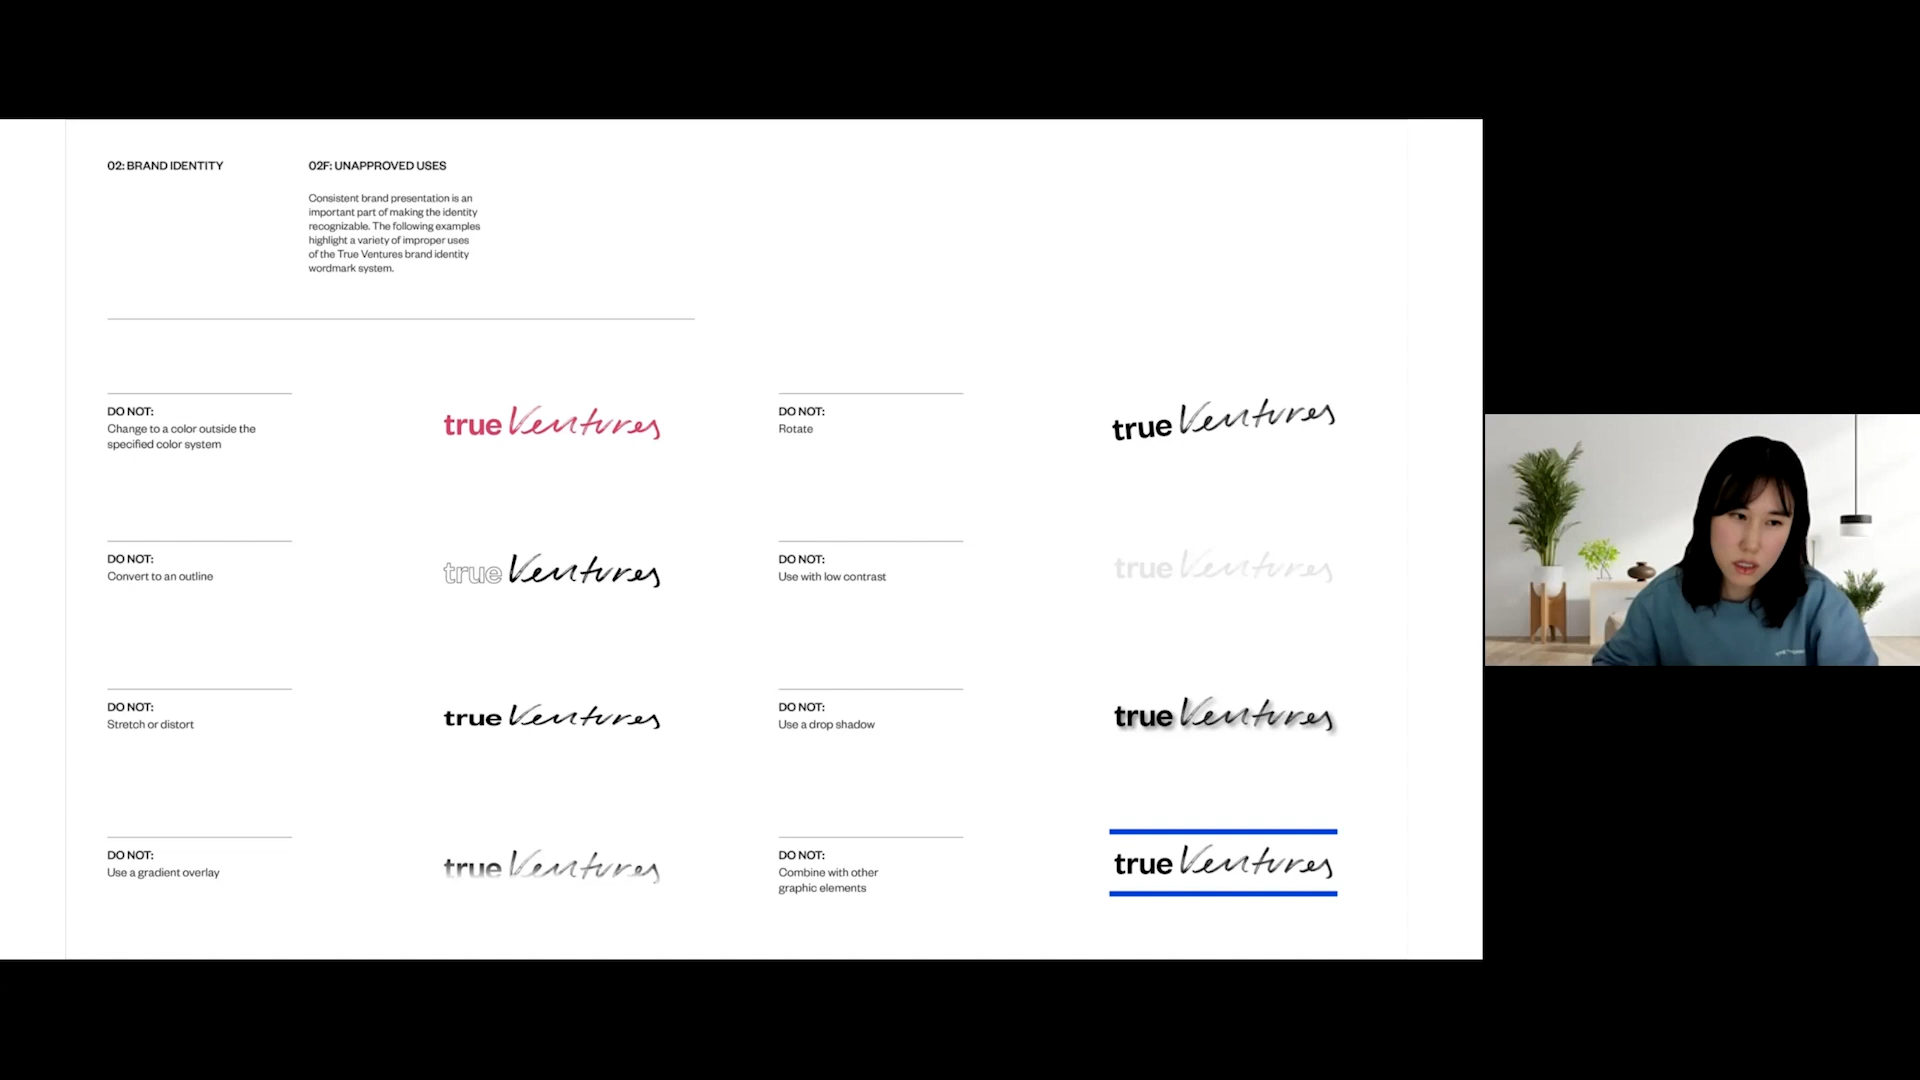 02: BRAND IDENTITY
02F: UNAPPROVED USES
Consistent brand presentation is an
important part of making the identity
recognizable. The following examples
highlight a variety of improper uses
of the True Ventures brand identity
wordmark system.
DO NOT:
Change to a color outside the
specified color system
true Ventures
DO NOT:
Rotate
true Ventures
DO NOT:
Convert to an outline
true Ventures
DO NOT:
Use with low contrast
true Ventures
DO NOT:
Stretch or distort
true Ventures
DO NOT:
Use a drop shadow
true Ventures
DO NOT:
Use a gradient overlay
true Ventures
DO NOT:
Combine with other
graphic elements
true Ventures